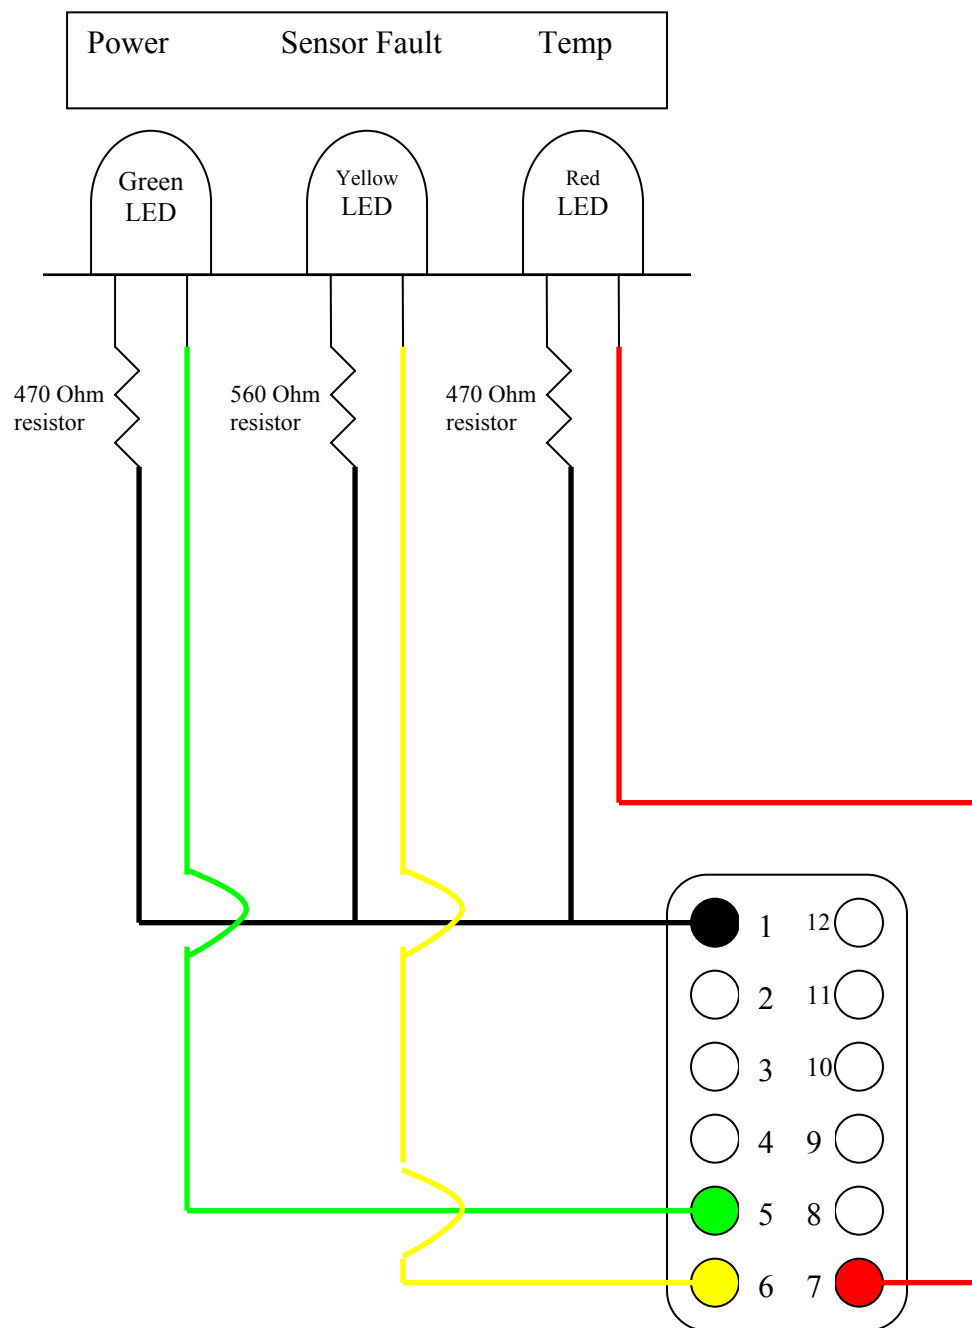 Power Sensor Fault Temp
Green
LED
Yellow
LED
Red
LED
470 Ohm
resistor
560 Ohm
resistor
470 Ohm
resistor
1 12
2 11
3 10
4 9
5 8
6 7